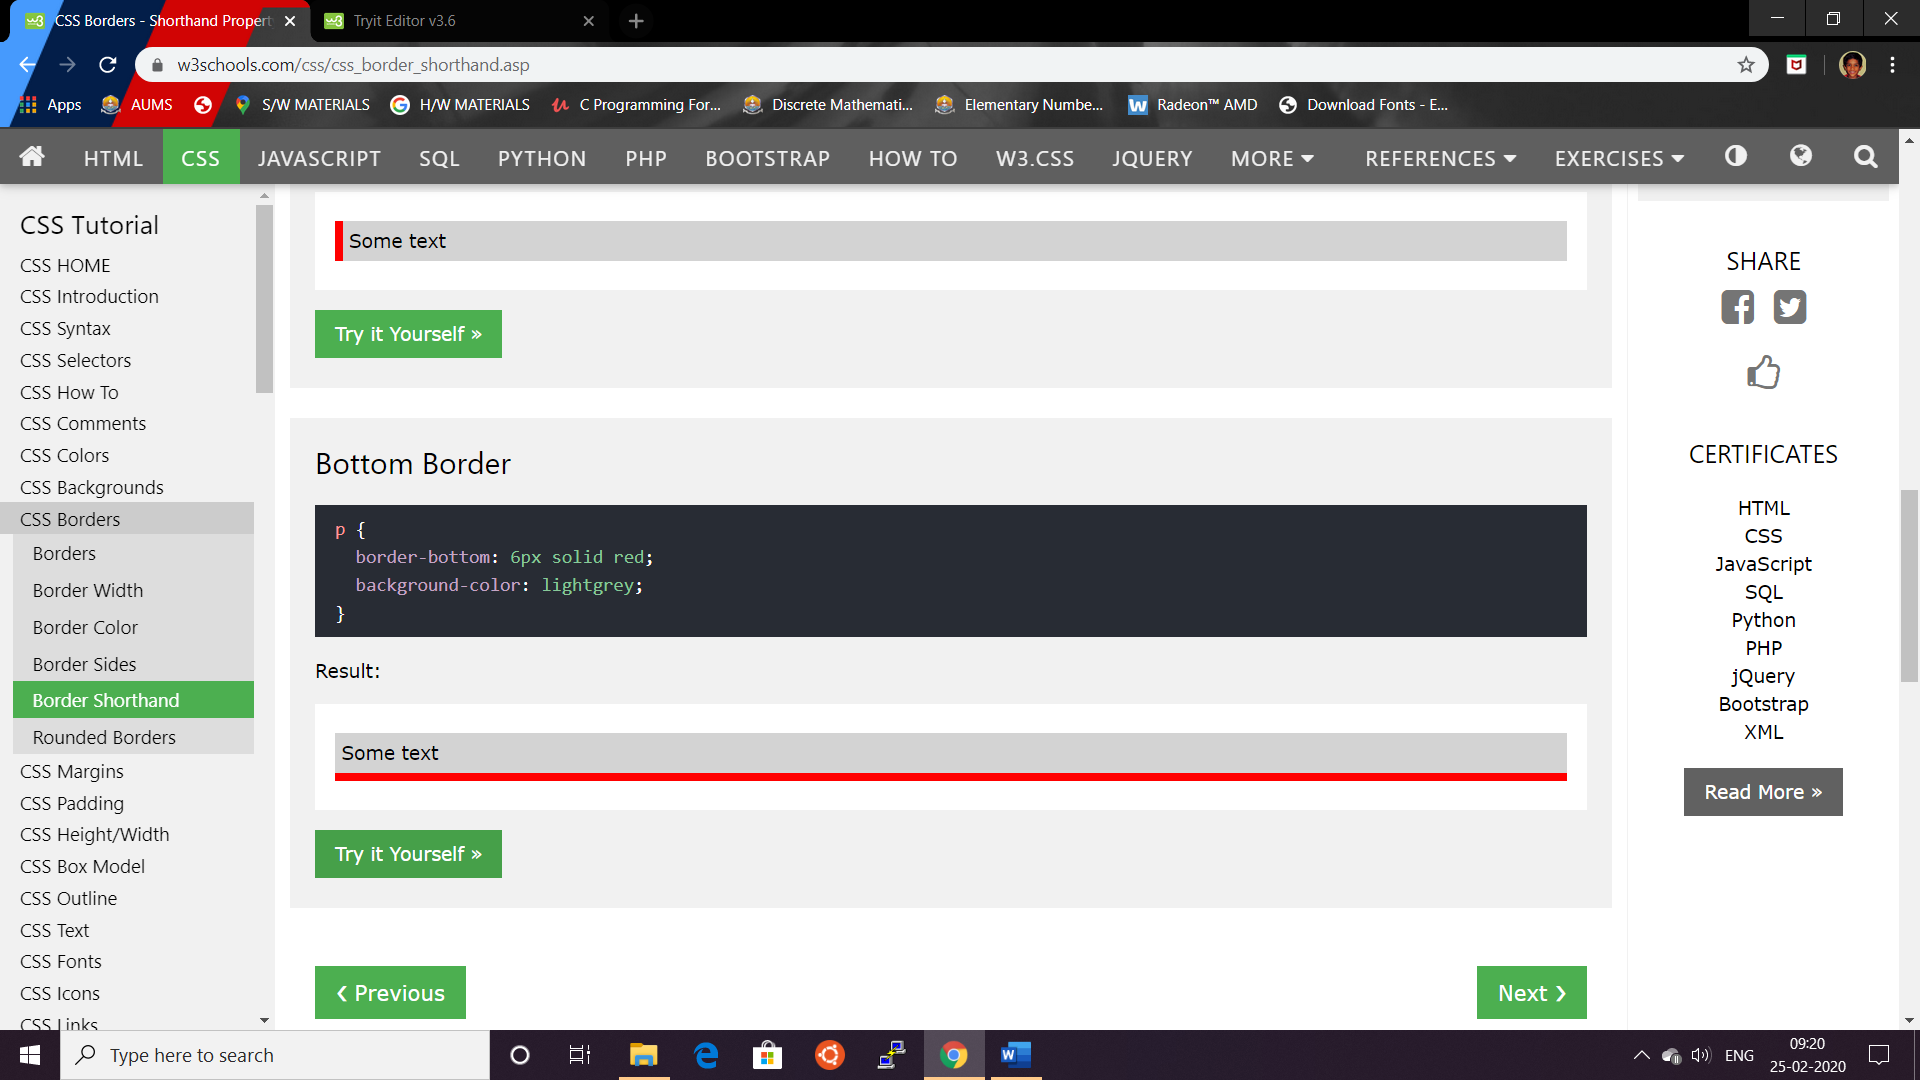 CSS Borders - Shorthand Propert
Tryit Editor v3.6
w3schools.com/css/css_border_shorthand.asp
Apps
AUMS
S/W MATERIALS
H/W MATERIALS
C Programming For...
Discrete Mathemati...
Elementary Numbe...
Radeon™ AMD
Download Fonts - E...
HTML
CSS
JAVASCRIPT
SQL
PYTHON
PHP
BOOTSTRAP
HOW TO
W3.CSS
JQUERY
MORE
REFERENCES
EXERCISES
CSS Tutorial
CSS HOME
CSS Introduction
CSS Syntax
CSS Selectors
CSS How To
CSS Comments
CSS Colors
CSS Backgrounds
CSS Borders
Borders
Border Width
Border Color
Border Sides
Border Shorthand
Rounded Borders
CSS Margins
CSS Padding
CSS Height/Width
CSS Box Model
CSS Outline
CSS Text
CSS Fonts
CSS Icons
CSS Links
Some text
Try it Yourself »
Bottom Border
p {
border-bottom: 6px solid red;
background-color: lightgrey;
}
Result:
Some text
Try it Yourself »
❮ Previous
Next ❯
SHARE
CERTIFICATES
HTML
CSS
JavaScript
SQL
Python
PHP
jQuery
Bootstrap
XML
Read More »
Type here to search
ENG
09:20
25-02-2020